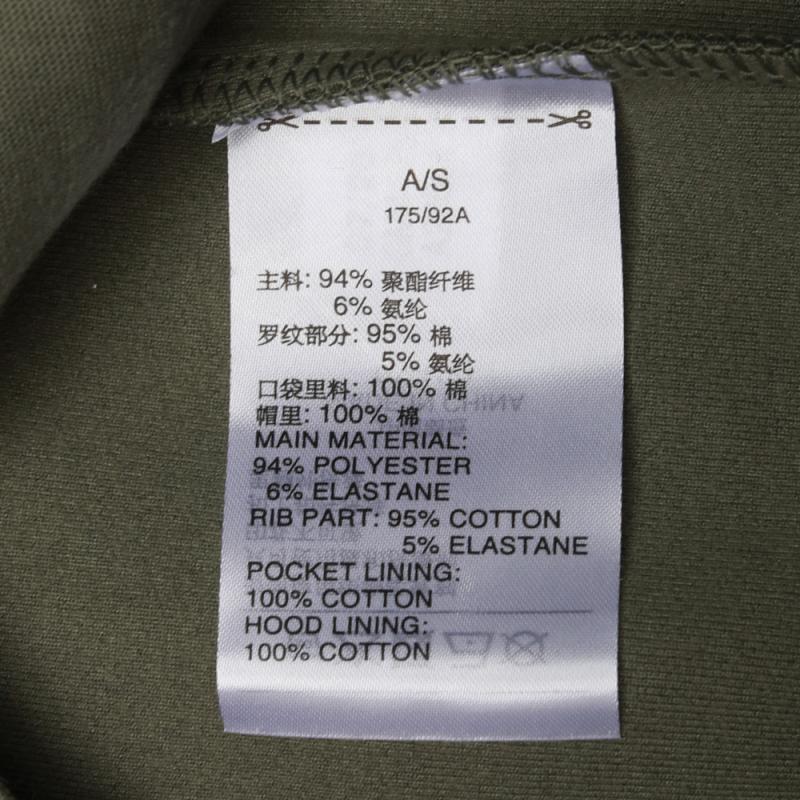 A/S
175/92A
主料: 94% 聚酯纤维
6% 氨纶
罗纹部分: 95% 棉
5% 氨纶
口袋里料: 100% 棉
帽里: 100% 棉
MAIN MATERIAL:
94% POLYESTER
6% ELASTANE
RIB PART: 95% COTTON
5% ELASTANE
POCKET LINING:
100% COTTON
HOOD LINING:
100% COTTON